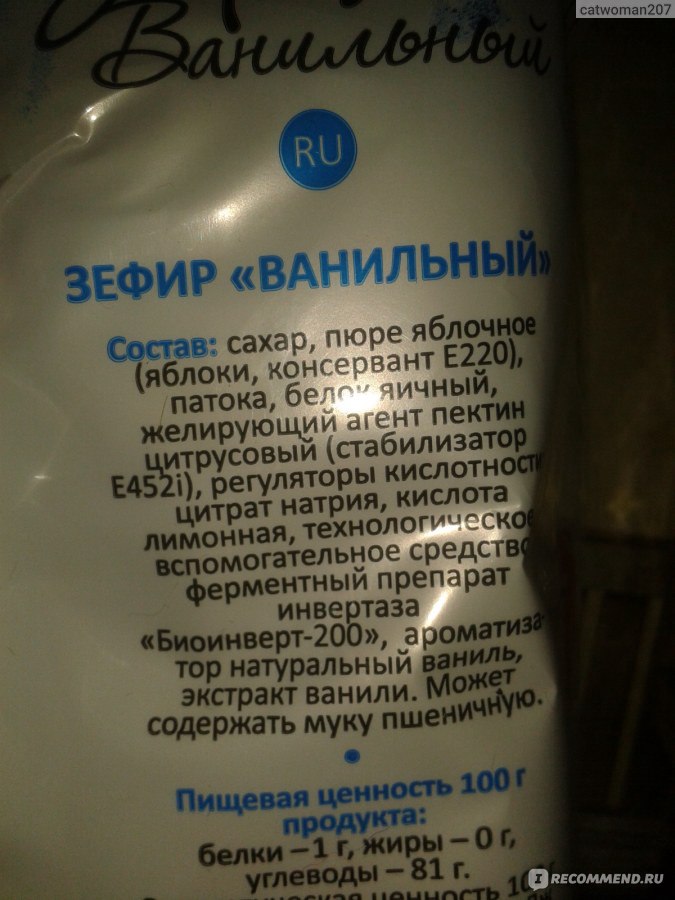 catwoman207
Ванильный
RU
ЗЕФИР «ВАНИЛЬНЫЙ»
Состав: сахар, пюре яблочное
(яблоки, консервант Е220),
патока, белок яичный,
желирующий агент пектин
цитрусовый (стабилизатор
Е452i), регуляторы кислотности
цитрат натрия, кислота
лимонная, технологическое
вспомогательное средство
ферментный препарат
инвертаза
«Биоинверт-200», ароматиза-
тор натуральный ваниль,
экстракт ванили. Может
содержать муку пшеничную.
Пищевая ценность 100 г
продукта:
белки – 1 г, жиры – 0 г,
углеводы – 81 г.
ценность
IRECOMMEND.RU